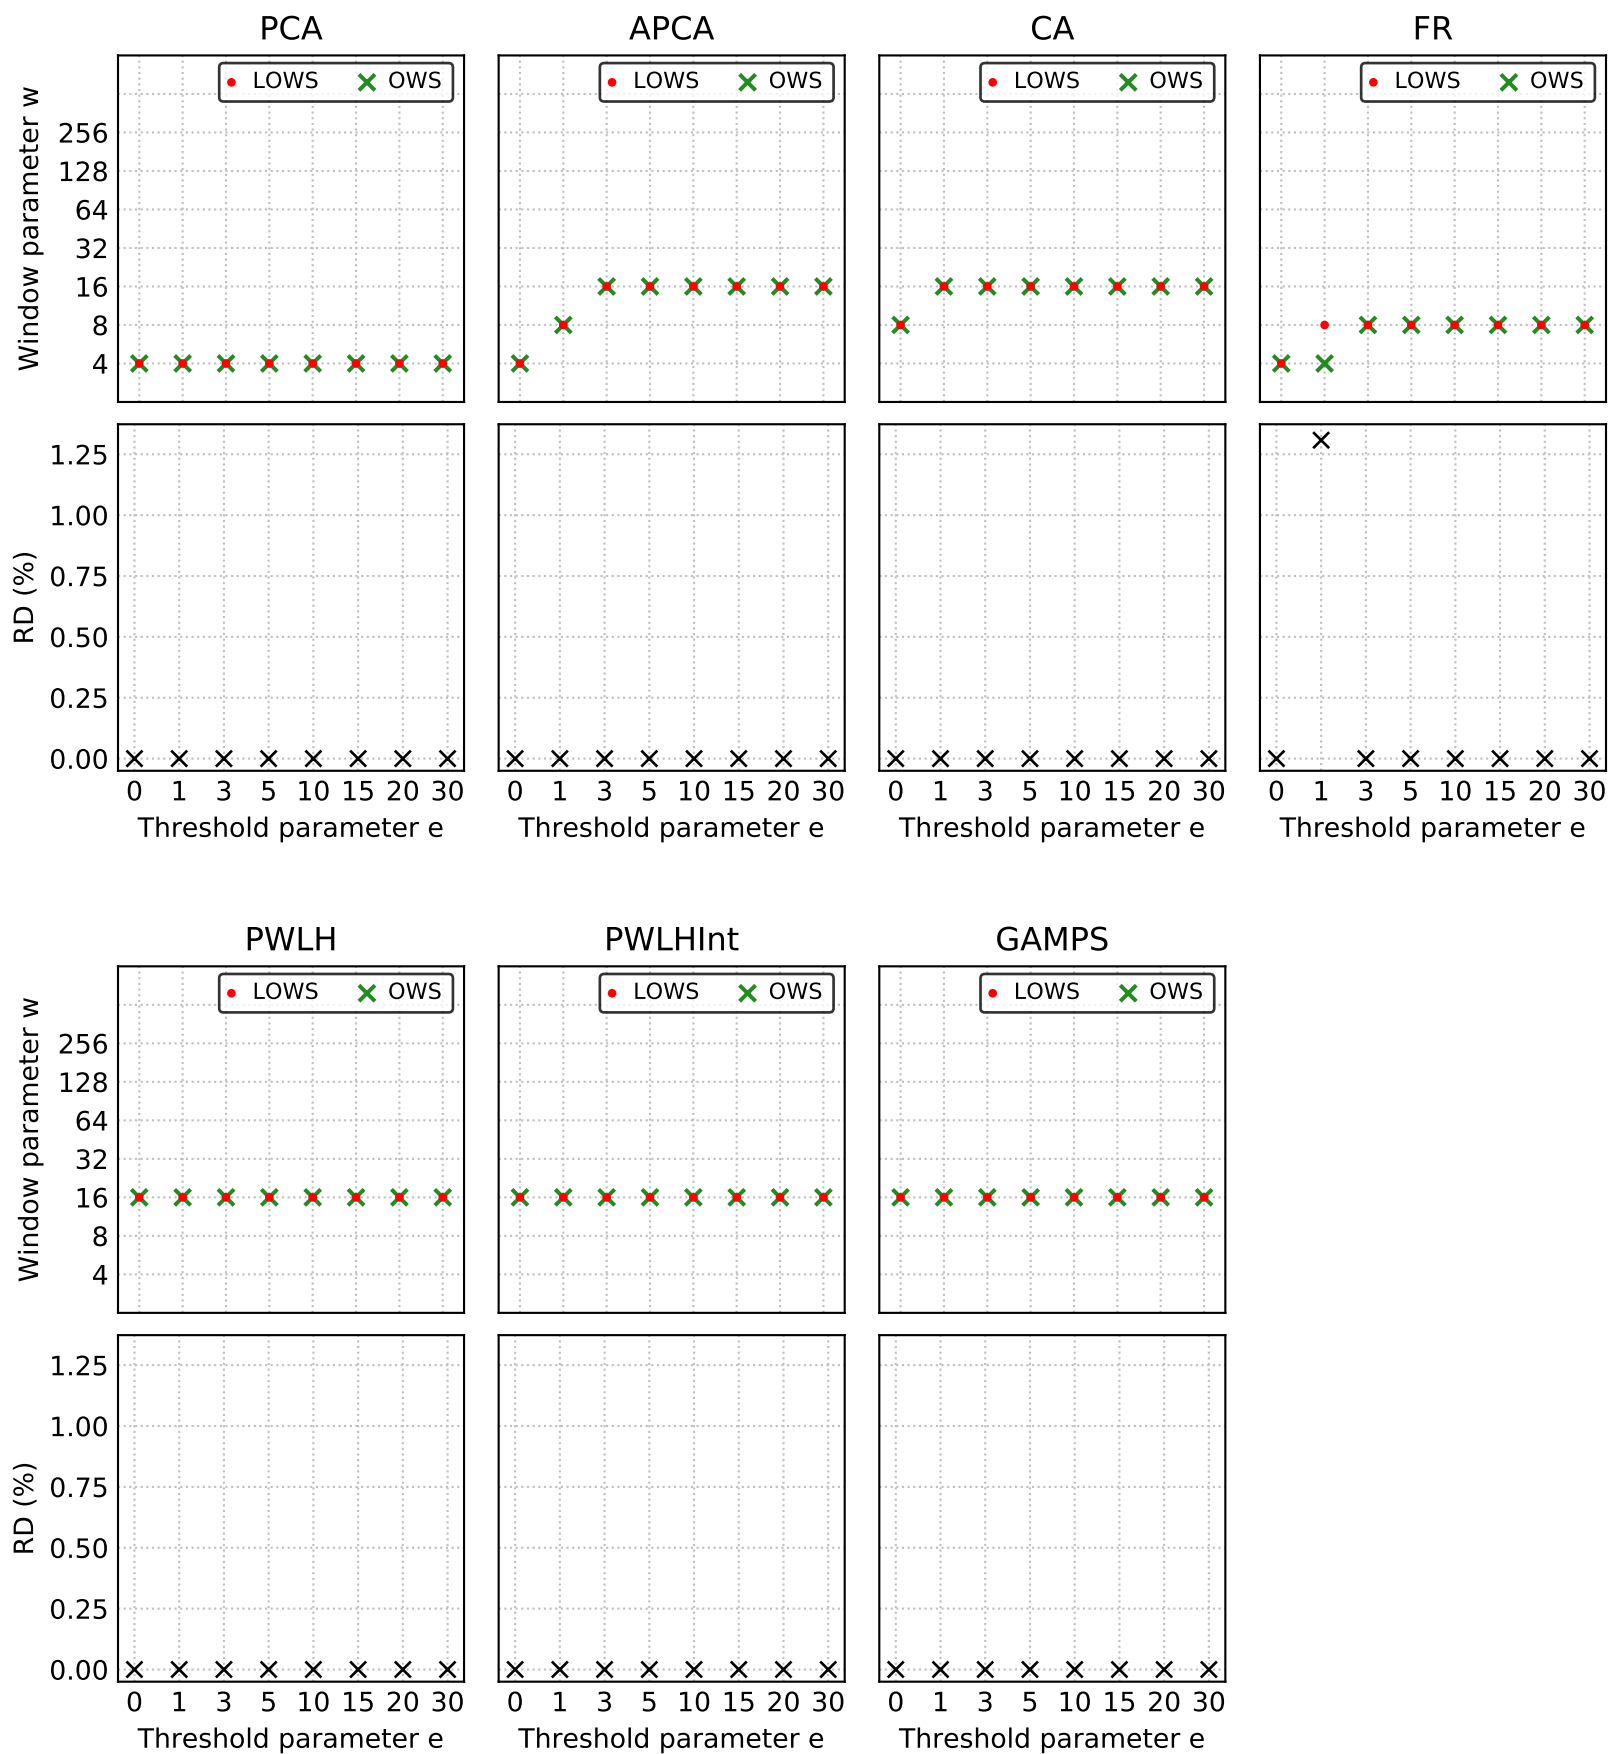 PCA APCA CA FR
LOWS OWS LOWS OWS LOWS OWS LOWS OWS
Window parameter w
256
128
64
32
16
8
4
RD (%)
1.25
1.00
0.75
0.50
0.25
0.00
0 1 3 5 10 15 20 30 0 1 3 5 10 15 20 30 0 1 3 5 10 15 20 30 0 1 3 5 10 15 20 30
Threshold parameter e Threshold parameter e Threshold parameter e Threshold parameter e
PWLH PWLHInt GAMPS
LOWS OWS LOWS OWS LOWS OWS
Window parameter w
256
128
64
32
16
8
4
RD (%)
1.25
1.00
0.75
0.50
0.25
0.00
0 1 3 5 10 15 20 30 0 1 3 5 10 15 20 30 0 1 3 5 10 15 20 30
Threshold parameter e Threshold parameter e Threshold parameter e